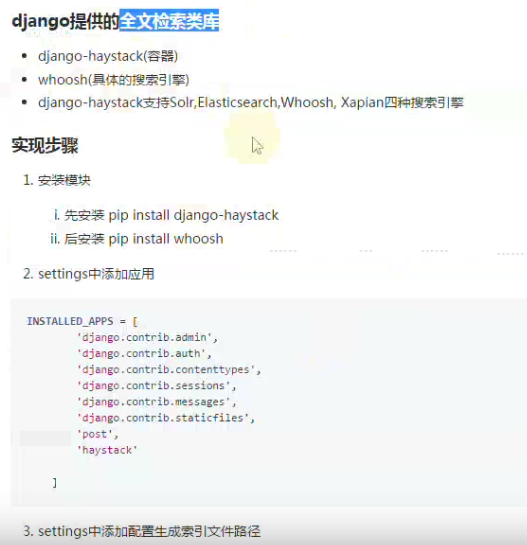 django提供的全文检索类库
django-haystack(容器)
whoosh(具体的搜索引擎)
django-haystack支持Solr,Elasticsearch,Whoosh, Xapian四种搜索引擎
实现步骤
1. 安装模块
i. 先安装 pip install django-haystack
ii. 后安装 pip install whoosh
2. settings中添加应用
INSTALLED_APPS = [
'django.contrib.admin',
'django.contrib.auth',
'django.contrib.contenttypes',
'django.contrib.sessions',
'django.contrib.messages',
'django.contrib.staticfiles',
'post',
'haystack'
]
3. settings中添加配置生成索引文件路径